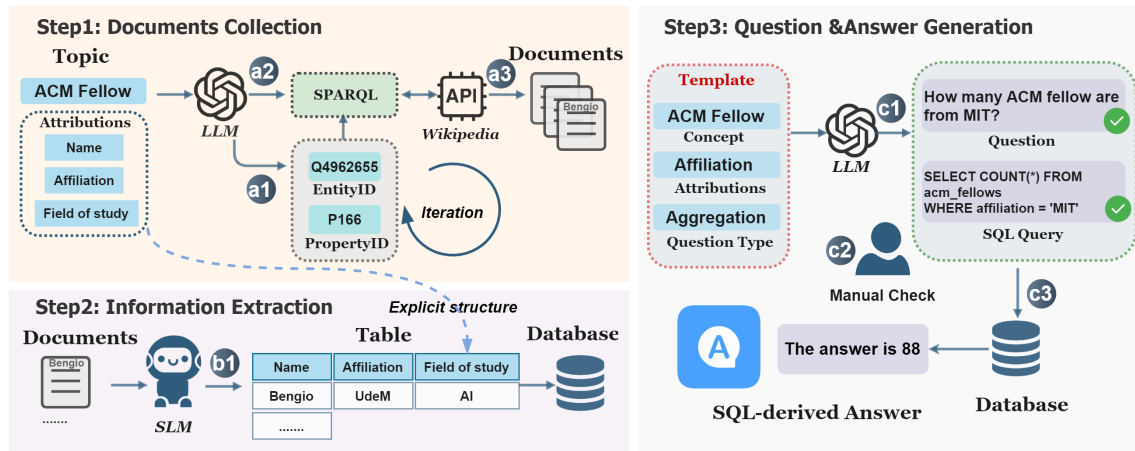 Step1: Documents Collection
Topic
ACM Fellow
Attributions
Name
Affiliation
Field of study
LLM
a2
a1
SPARQL
Q4962655
EntityID
P166
PropertyID
API
Wikipedia
a3
Documents
Bengio
Iteration
Step2: Information Extraction
Documents
Bengio
.......
SLM
b1
Explicit structure
Table
Name Affiliation Field of study
Bengio UdeM AI
.......
Database
Step3: Question &Answer Generation
Template
ACM Fellow
Concept
Affiliation
Attributions
Aggregation
Question Type
LLM
c1
How many ACM fellow are
from MIT?
Question
SELECT COUNT(*) FROM
acm_fellows
WHERE affiliation = 'MIT'
SQL Query
c2
Manual Check
c3
A
The answer is 88
SQL-derived Answer
Database